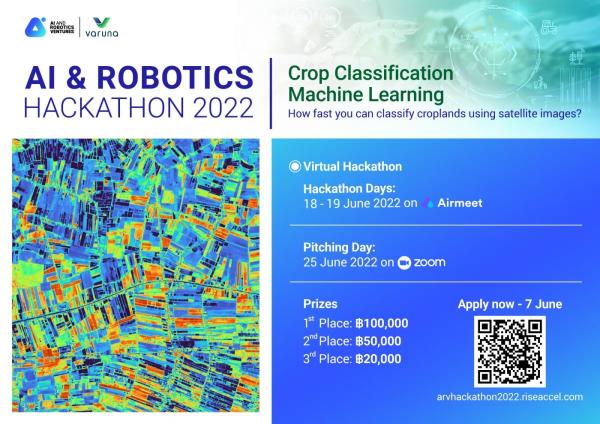 AI AND
ROBOTICS
VENTURES
varuna
AI & ROBOTICS
HACKATHON 2022
Crop Classification
Machine Learning
How fast you can classify croplands using satellite images?
Virtual Hackathon
Hackathon Days:
18 - 19 June 2022 on Airmeet
Pitching Day:
25 June 2022 on zoom
Prizes
1st Place: ฿100,000
2nd Place: ฿50,000
3rd Place: ฿20,000
Apply now - 7 June
arvhackathon2022.riseaccel.com